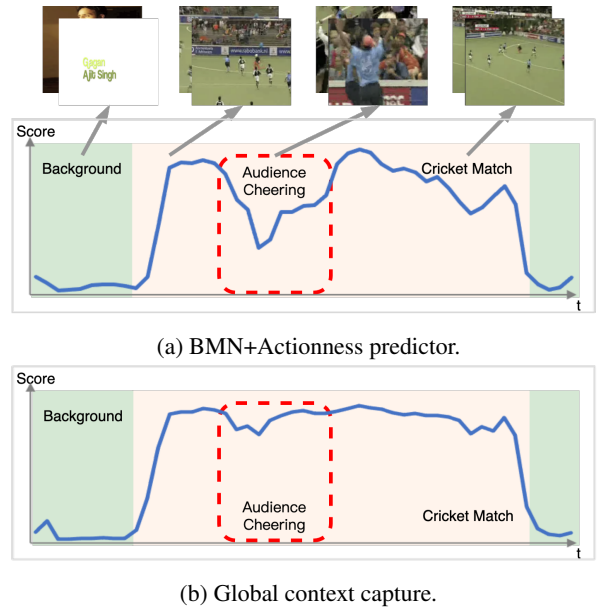 Gagan
Ajit Singh
Score
Background
Audience
Cheering
Cricket Match
t
(a) BMN+Actionness predictor.
Score
Background
Audience
Cheering
Cricket Match
t
(b) Global context capture.